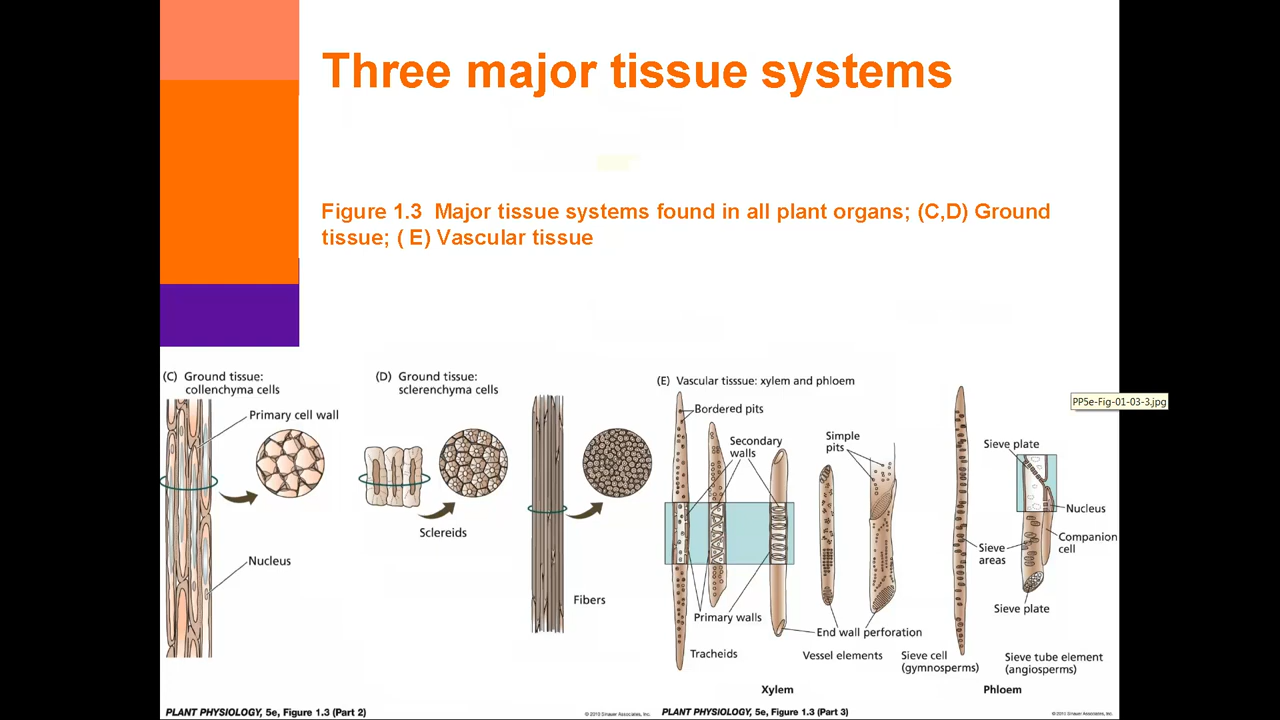 Three major tissue systems
Figure 1.3 Major tissue systems found in all plant organs; (C,D) Ground
tissue; ( E) Vascular tissue
(C) Ground tissue:
collenchyma cells
Primary cell wall
Nucleus
(D) Ground tissue:
sclerenchyma cells
Sclereids
Fibers
(E) Vascular tisssue: xylem and phloem
Bordered pits
Secondary
walls
Simple
pits
Primary walls
End wall perforation
Tracheids
Vessel elements
Xylem
Sieve plate
Nucleus
Companion
cell
Sieve
areas
Sieve plate
Sieve cell
(gymnosperms)
Sieve tube element
(angiosperms)
Phloem
PP5e-Fig-01-03-3.jpg
PLANT PHYSIOLOGY, 5e, Figure 1.3 (Part 2)
© 2010 Sinauer Associates, Inc.
PLANT PHYSIOLOGY, 5e, Figure 1.3 (Part 3)
© 2010 Sinauer Associates, Inc.